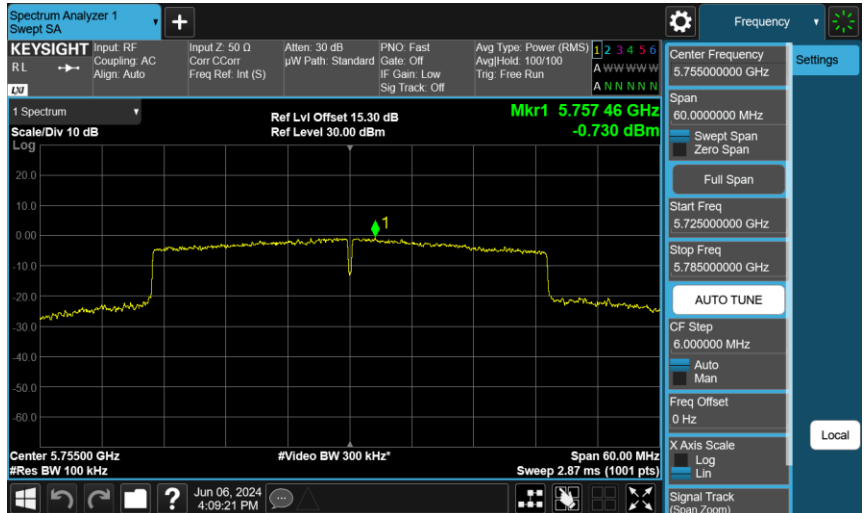 Spectrum Analyzer 1
Swept SA
+
Frequency
KEYSIGHT
RL
LXI
Input: RF
Coupling: AC
Align: Auto
Input Z: 50 Ω
Corr CCorr
Freq Ref: Int (S)
Atten: 30 dB
µW Path: Standard
PNO: Fast
Gate: Off
IF Gain: Low
Sig Track: Off
Avg Type: Power (RMS)
Avg|Hold: 100/100
Trig: Free Run
1 2 3 4 5 6
A W W W W W
A N N N N N
1 Spectrum
Scale/Div 10 dB
Log
Ref Lvl Offset 15.30 dB
Ref Level 30.00 dBm
Mkr1 5.757 46 GHz
-0.730 dBm
20.0
10.0
0.00
-10.0
-20.0
-30.0
-40.0
-50.0
-60.0
1
Center 5.75500 GHz
#Res BW 100 kHz
#Video BW 300 kHz*
Span 60.00 MHz
Sweep 2.87 ms (1001 pts)
?
Jun 06, 2024
4:09:21 PM
Center Frequency
5.755000000 GHz
Span
60.0000000 MHz
Swept Span
Zero Span
Full Span
Start Freq
5.725000000 GHz
Stop Freq
5.785000000 GHz
AUTO TUNE
CF Step
6.000000 MHz
Auto
Man
Freq Offset
0 Hz
X Axis Scale
Log
Lin
Signal Track
(Span Zoom)
Settings
Local